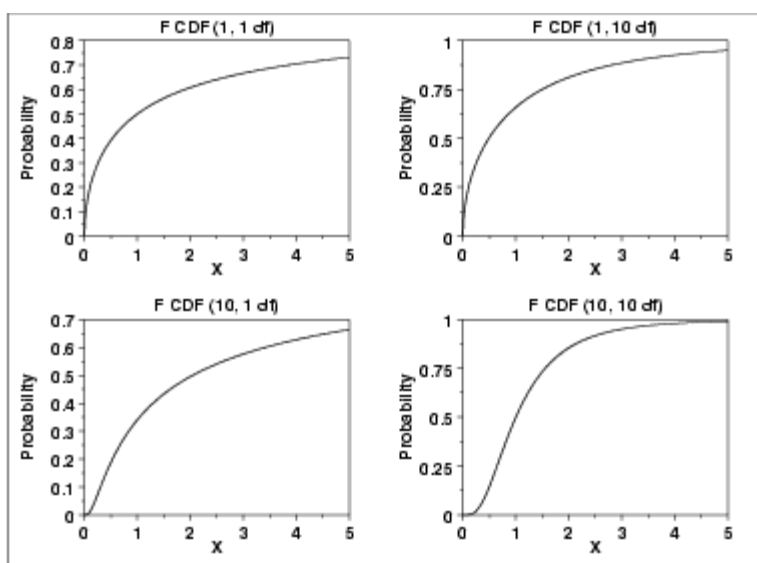 F CDF (1, 1 df)
Probability
0.8
0.7
0.6
0.5
0.4
0.3
0.2
0.1
0
0 1 2 3 4 5
X
F CDF (1, 10 df)
Probability
1
0.75
0.5
0.25
0
0 1 2 3 4 5
X
F CDF (10, 1 df)
Probability
0.7
0.6
0.5
0.4
0.3
0.2
0.1
0
0 1 2 3 4 5
X
F CDF (10, 10 df)
Probability
1
0.75
0.5
0.25
0
0 1 2 3 4 5
X